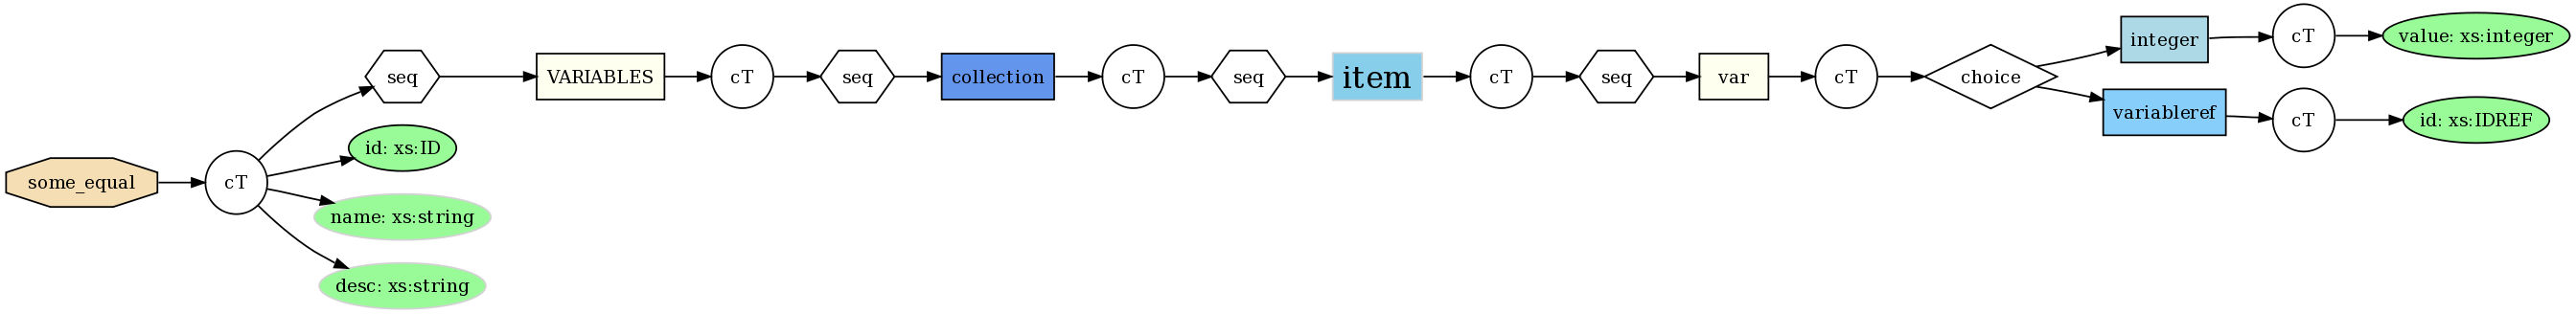 some_equal
cT
seq
id: xs:ID
name: xs:string
desc: xs:string
VARIABLES
cT
seq
collection
cT
seq
item
cT
seq
var
cT
choice
integer
cT
value: xs:integer
variableref
cT
id: xs:IDREF